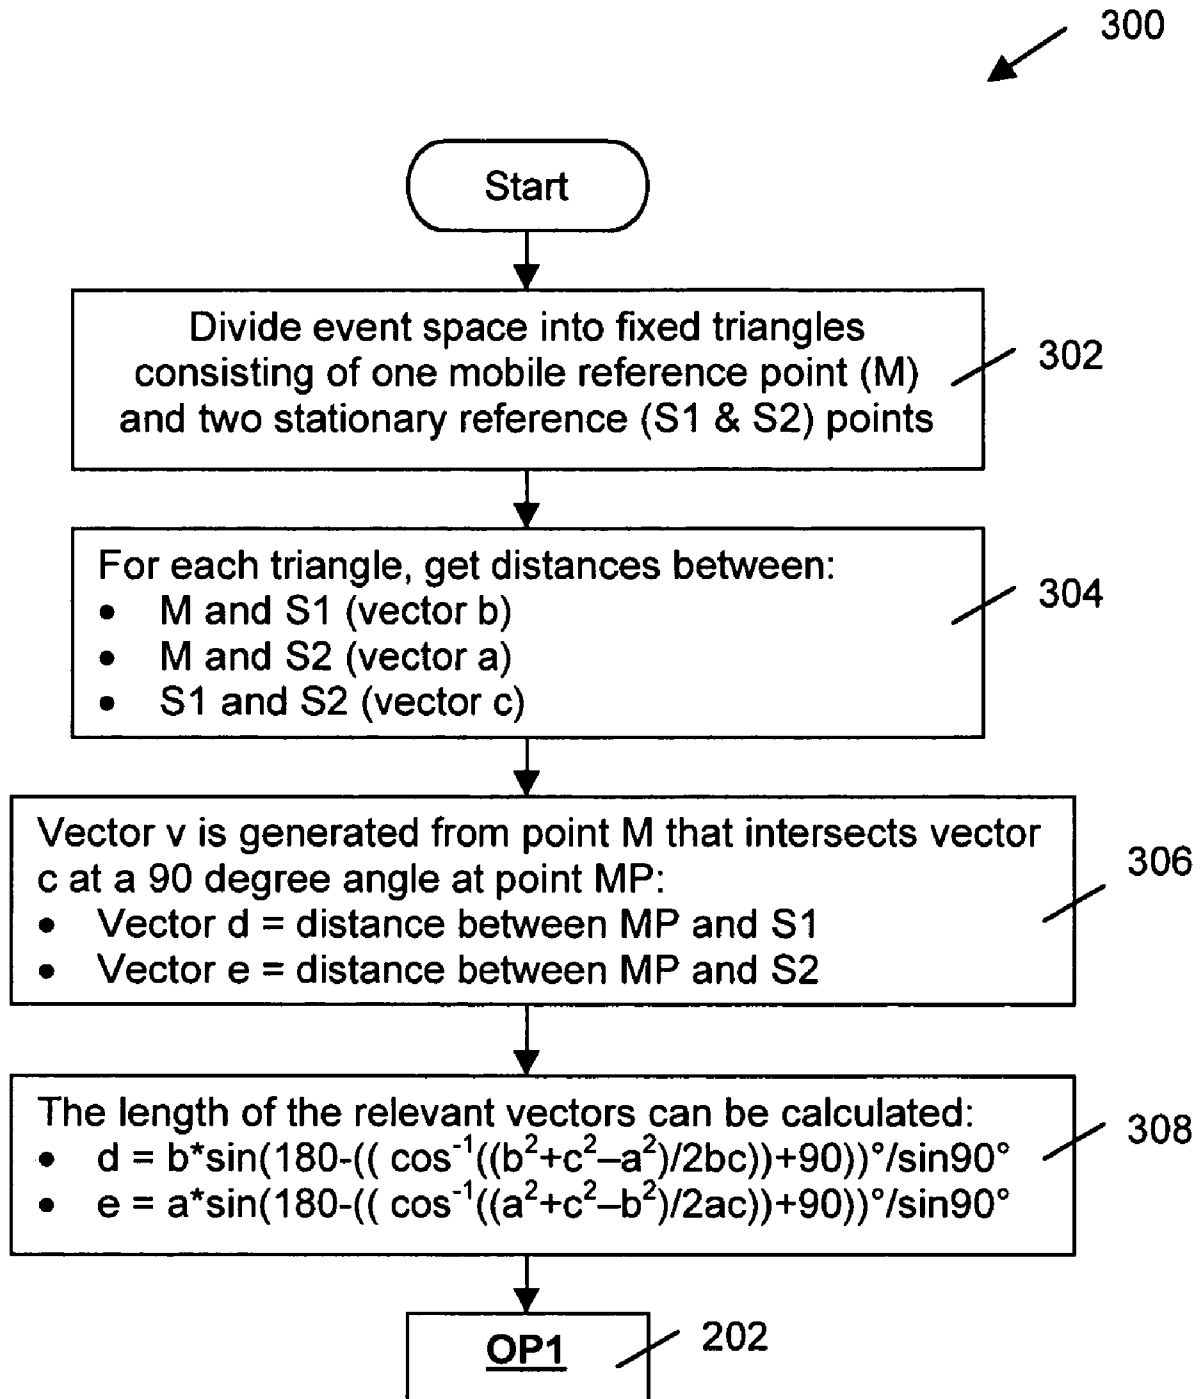 300
Start
Divide event space into fixed triangles
consisting of one mobile reference point (M)
and two stationary reference (S1 & S2) points
302
For each triangle, get distances between:
• M and S1 (vector b)
• M and S2 (vector a)
• S1 and S2 (vector c)
304
Vector v is generated from point M that intersects vector
c at a 90 degree angle at point MP:
• Vector d = distance between MP and S1
• Vector e = distance between MP and S2
306
The length of the relevant vectors can be calculated:
• d = b*sin(180-(( cos⁻¹((b²+c²–a²)/2bc))+90))°/sin90°
• e = a*sin(180-(( cos⁻¹((a²+c²–b²)/2ac))+90))°/sin90°
308
OP1
202